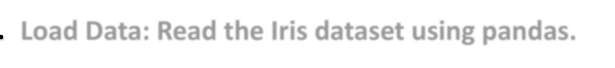 . Load Data: Read the Iris dataset using pandas.